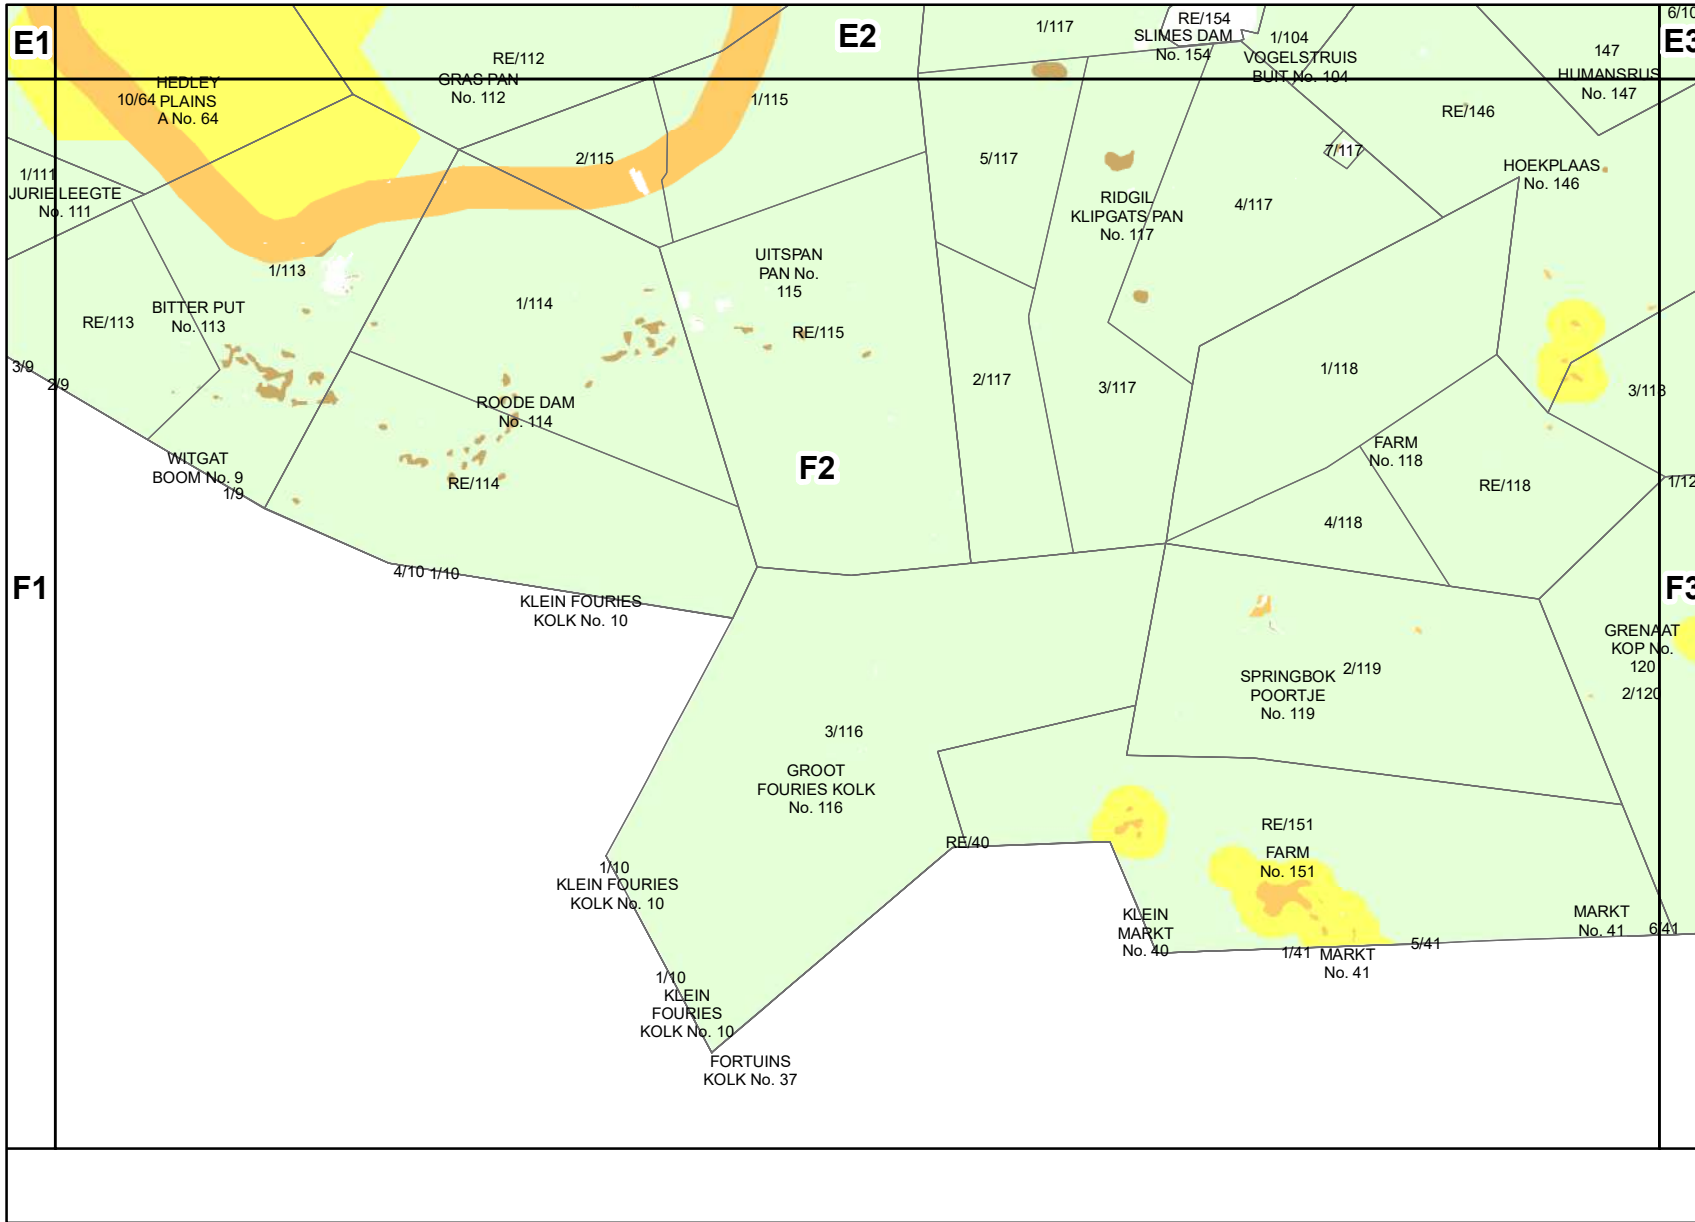 E1
E2
E3
6/10
RE/154
SLIMES DAM
No. 154
1/117
1/104
VOGELSTRUIS
BUIT No. 104
147
HUMANSRUS
No. 147
RE/112
GRAS PAN
No. 112
HEDLEY
PLAINS
A No. 64
10/64
1/115
RE/146
2/115
5/117
7/117
HOEKPLAAS
No. 146
1/111
JURIE LEEGTE
No. 111
RIDGIL
KLIPGATS PAN
No. 117
4/117
UITSPAN
PAN No.
115
1/113
BITTER PUT
No. 113
RE/113
1/114
RE/115
3/9
2/9
2/117
3/117
1/118
3/118
ROODE DAM
No. 114
FARM
No. 118
WITGAT
BOOM No. 9
1/9
RE/114
F2
RE/118
1/12
4/118
F1
4/10
1/10
KLEIN FOURIES
KOLK No. 10
F3
GRENAAT
KOP No.
120
2/120
2/119
SPRINGBOK
POORTJE
No. 119
3/116
GROOT
FOURIES KOLK
No. 116
RE/40
RE/151
FARM
No. 151
1/10
KLEIN FOURIES
KOLK No. 10
KLEIN
MARKT
No. 40
MARKT
No. 41
6/41
5/41
1/41
MARKT
No. 41
1/10
KLEIN
FOURIES
KOLK No. 10
FORTUINS
KOLK No. 37